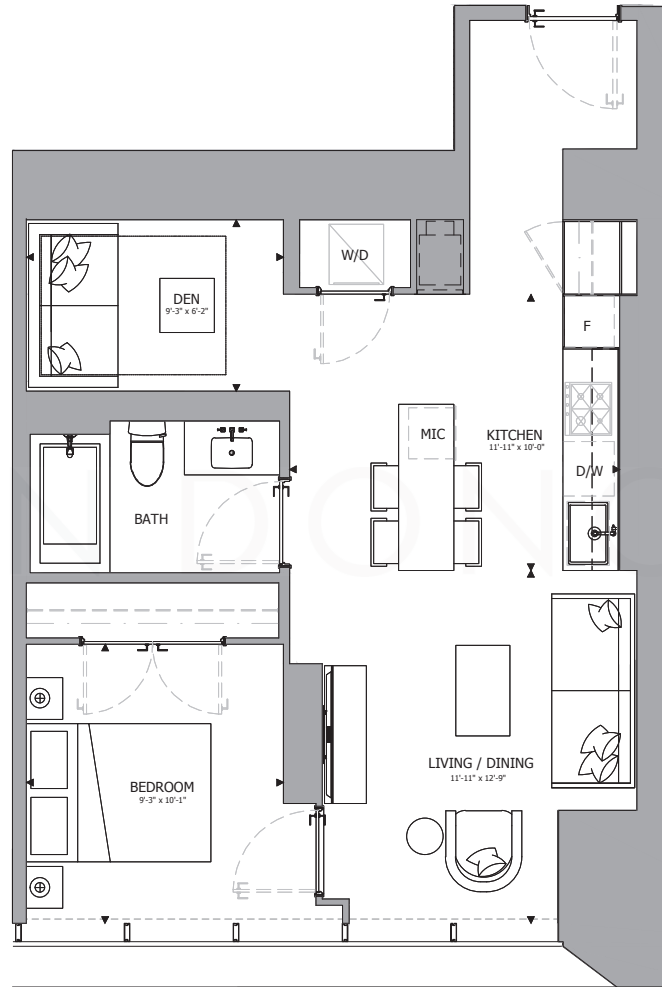 W/D
DEN
9'-3" x 6'-2"
F
MIC
KITCHEN
11'-11" x 10'-0"
D/W
BATH
LIVING / DINING
11'-11" x 12'-9"
BEDROOM
9'-3" x 10'-1"